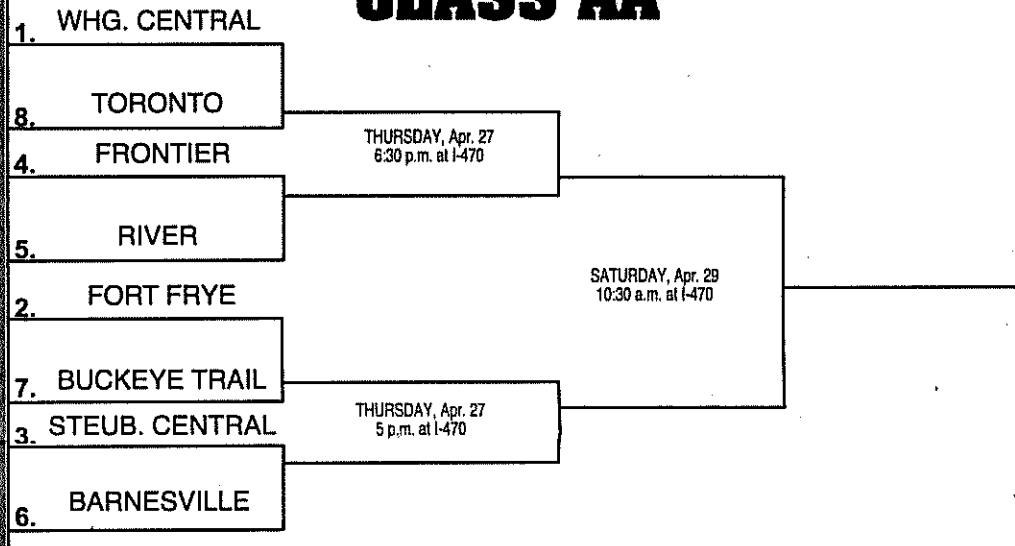 CLASS AA
1. WHG. CENTRAL
8. TORONTO
THURSDAY, Apr. 27
6:30 p.m. at I-470
4. FRONTIER
5. RIVER
SATURDAY, Apr. 29
10:30 a.m. at I-470
2. FORT FRYE
7. BUCKEYE TRAIL
THURSDAY, Apr. 27
5 p.m. at I-470
3. STEUB. CENTRAL
6. BARNESVILLE